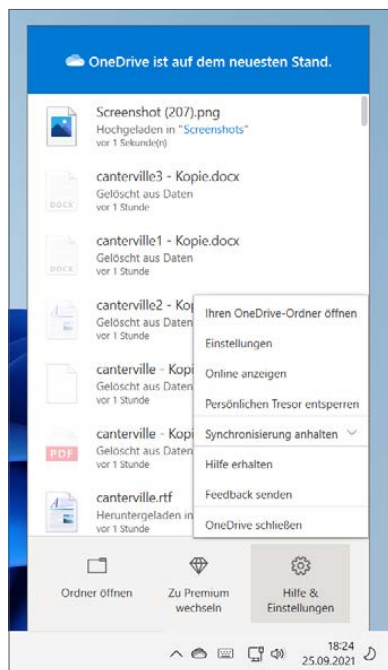 OneDrive ist auf dem neuesten Stand.
Screenshot (207).png
Hochgeladen in "Screenshots"
vor 1 Sekunde(n)
canterville3 - Kopie.docx
Gelöscht aus Daten
vor 1 Stunde
DOCX
canterville1 - Kopie.docx
Gelöscht aus Daten
vor 1 Stunde
DOCX
canterville2 - Kop
Gelöscht aus Daten
vor 1 Stunde
canterville - Kopi
Gelöscht aus Daten
vor 1 Stunde
canterville - Kopi
PDF
Gelöscht aus Daten
vor 1 Stunde
canterville.rtf
Heruntergeladen in
vor 1 Stunde
Ihren OneDrive-Ordner öffnen
Einstellungen
Online anzeigen
Persönlichen Tresor entsperren
Synchronisierung anhalten
Hilfe erhalten
Feedback senden
OneDrive schließen
Ordner öffnen
Zu Premium
wechseln
Hilfe &
Einstellungen
18:24
25.09.2021